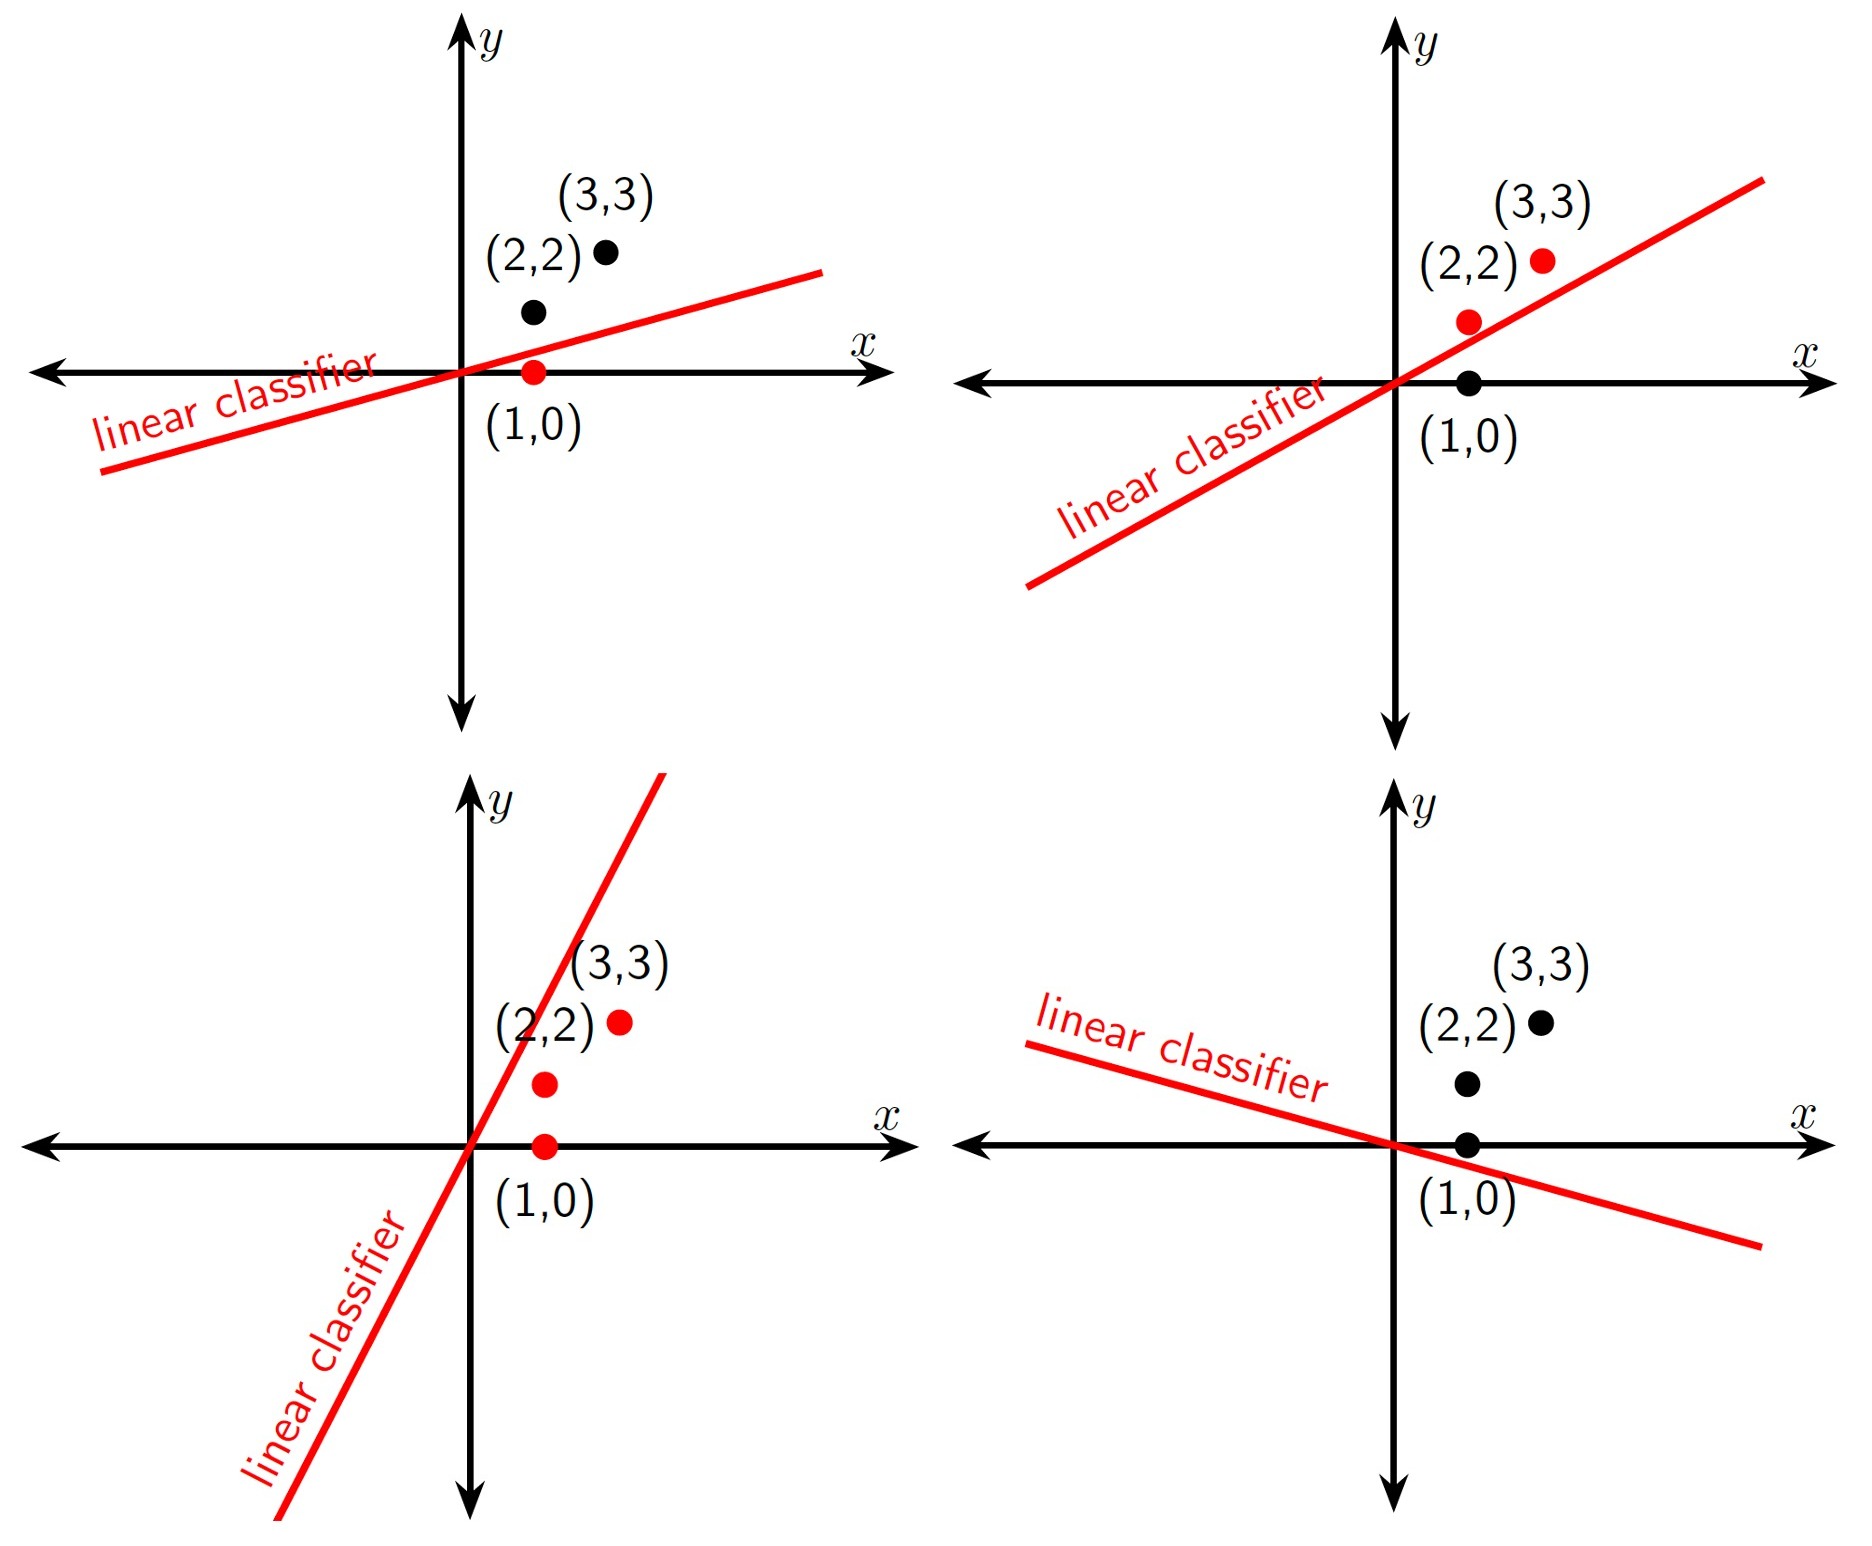 y
(3,3)
(2,2)
x
linear classifier
(1,0)
y
(3,3)
(2,2)
x
linear classifier
(1,0)
y
(3,3)
(2,2)
x
(1,0)
linear classifier
y
(3,3)
linear classifier
(2,2)
x
(1,0)